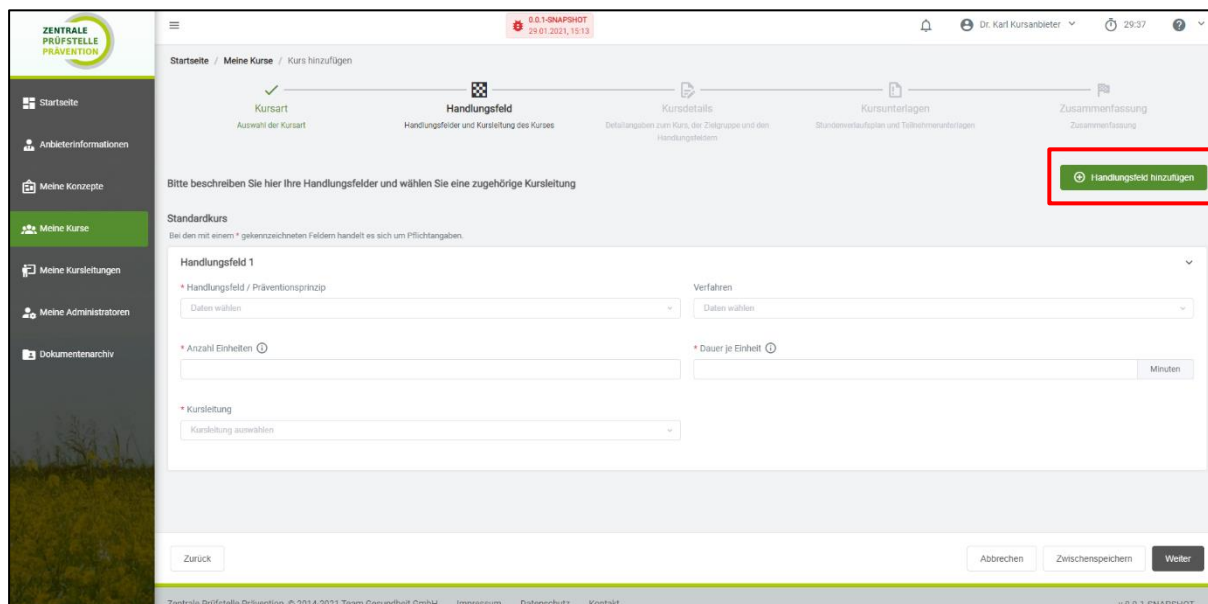 ZENTRALE
PRÜFSTELLE
PRÄVENTION
0.0.1-SNAPSHOT
29.01.2021, 15:13
Dr. Karl Kursanbieter
29:37
Startseite / Meine Kurse / Kurs hinzufügen
Startseite
Anbieterinformationen
Meine Konzepte
Meine Kurse
Meine Kursleitungen
Meine Administratoren
Dokumentenarchiv
Kursart
Auswahl der Kursart
Handlungsfeld
Handlungsfelder und Kursleitung des Kurses
Kursdetails
Detailangaben zum Kurs, der Zielgruppe und den
Handlungsfeldern
Kursunterlagen
Stundenverlaufsplan und Teilnehmerunterlagen
Zusammenfassung
Zusammenfassung
Handlungsfeld hinzufügen
Bitte beschreiben Sie hier Ihre Handlungsfelder und wählen Sie eine zugehörige Kursleitung
Standardkurs
Bei den mit einem * gekennzeichneten Feldern handelt es sich um Pflichtangaben.
Handlungsfeld 1
* Handlungsfeld / Präventionsprinzip
Daten wählen
Verfahren
Daten wählen
* Anzahl Einheiten
* Dauer je Einheit
Minuten
* Kursleitung
Kursleitung auswählen
Zurück
Abbrechen
Zwischenspeichern
Weiter
Zentrale Prüfstelle Prävention © 2014-2021 Team Gesundheit GmbH Impressum Datenschutz Kontakt
v.0.0.1-SNAPSHOT